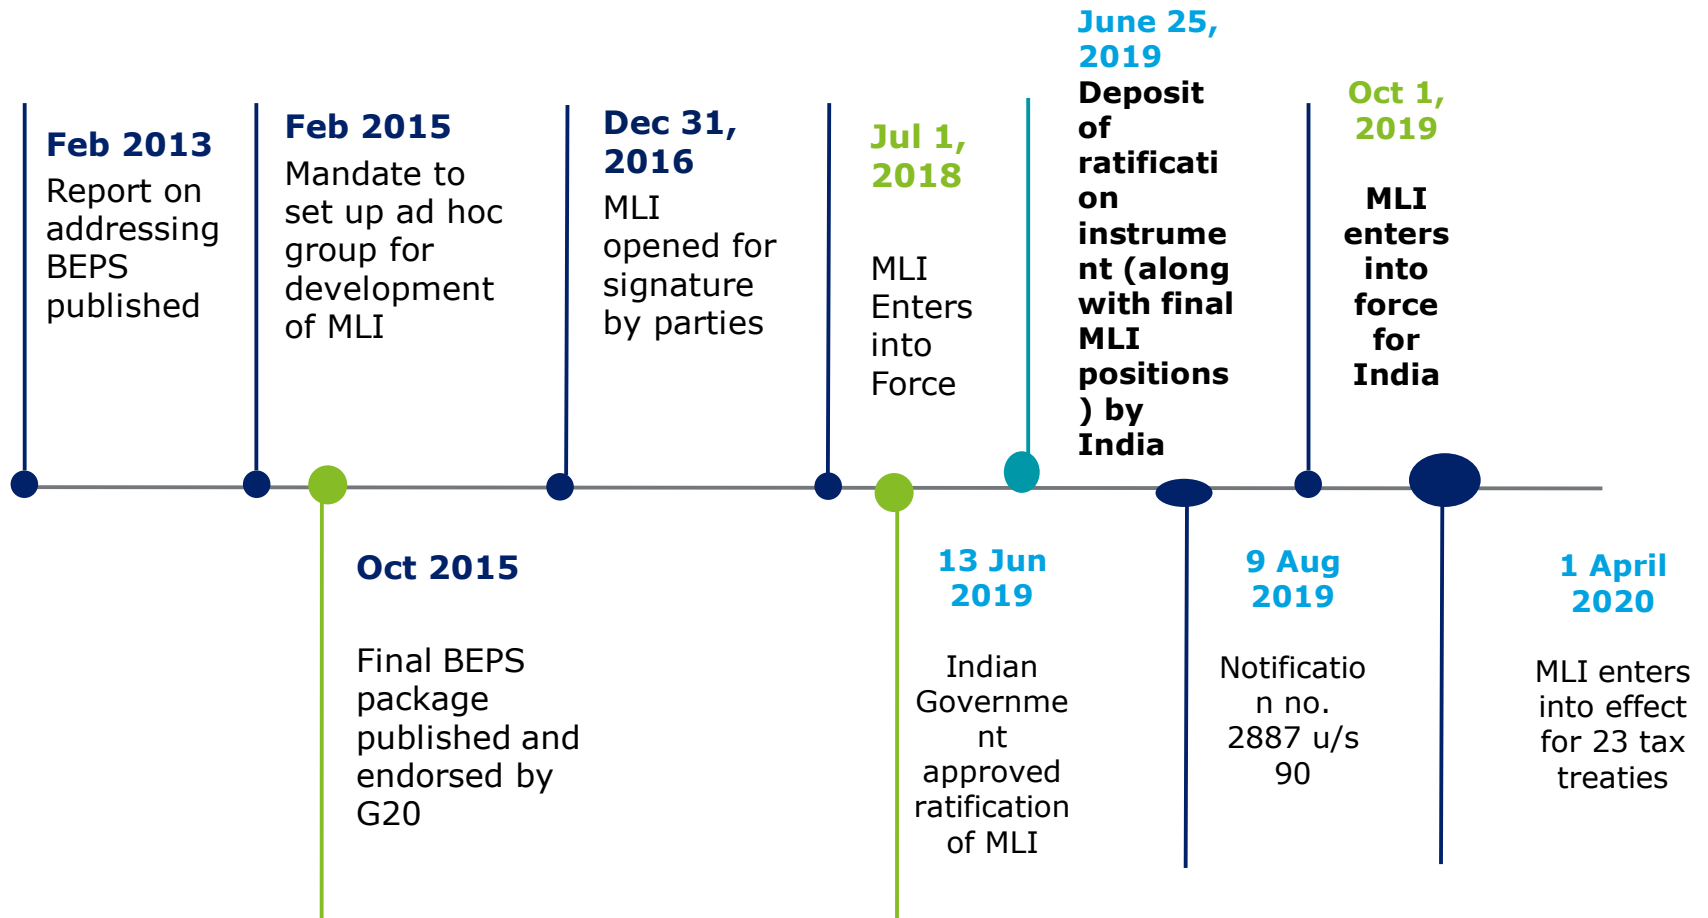 Feb 2013
Report on
addressing
BEPS
published
Feb 2015
Mandate to
set up ad hoc
group for
development
of MLI
Dec 31,
2016
MLI
opened for
signature
by parties
Jul 1,
2018
MLI
Enters
into
Force
June 25,
2019
Deposit
of
ratificati
on
instrume
nt (along
with final
MLI
positions
) by
India
Oct 1,
2019
MLI
enters
into
force
for
India
Oct 2015
Final BEPS
package
published and
endorsed by
G20
13 Jun
2019
Indian
Governme
nt
approved
ratification
of MLI
9 Aug
2019
Notificatio
n no.
2887 u/s
90
1 April
2020
MLI enters
into effect
for 23 tax
treaties